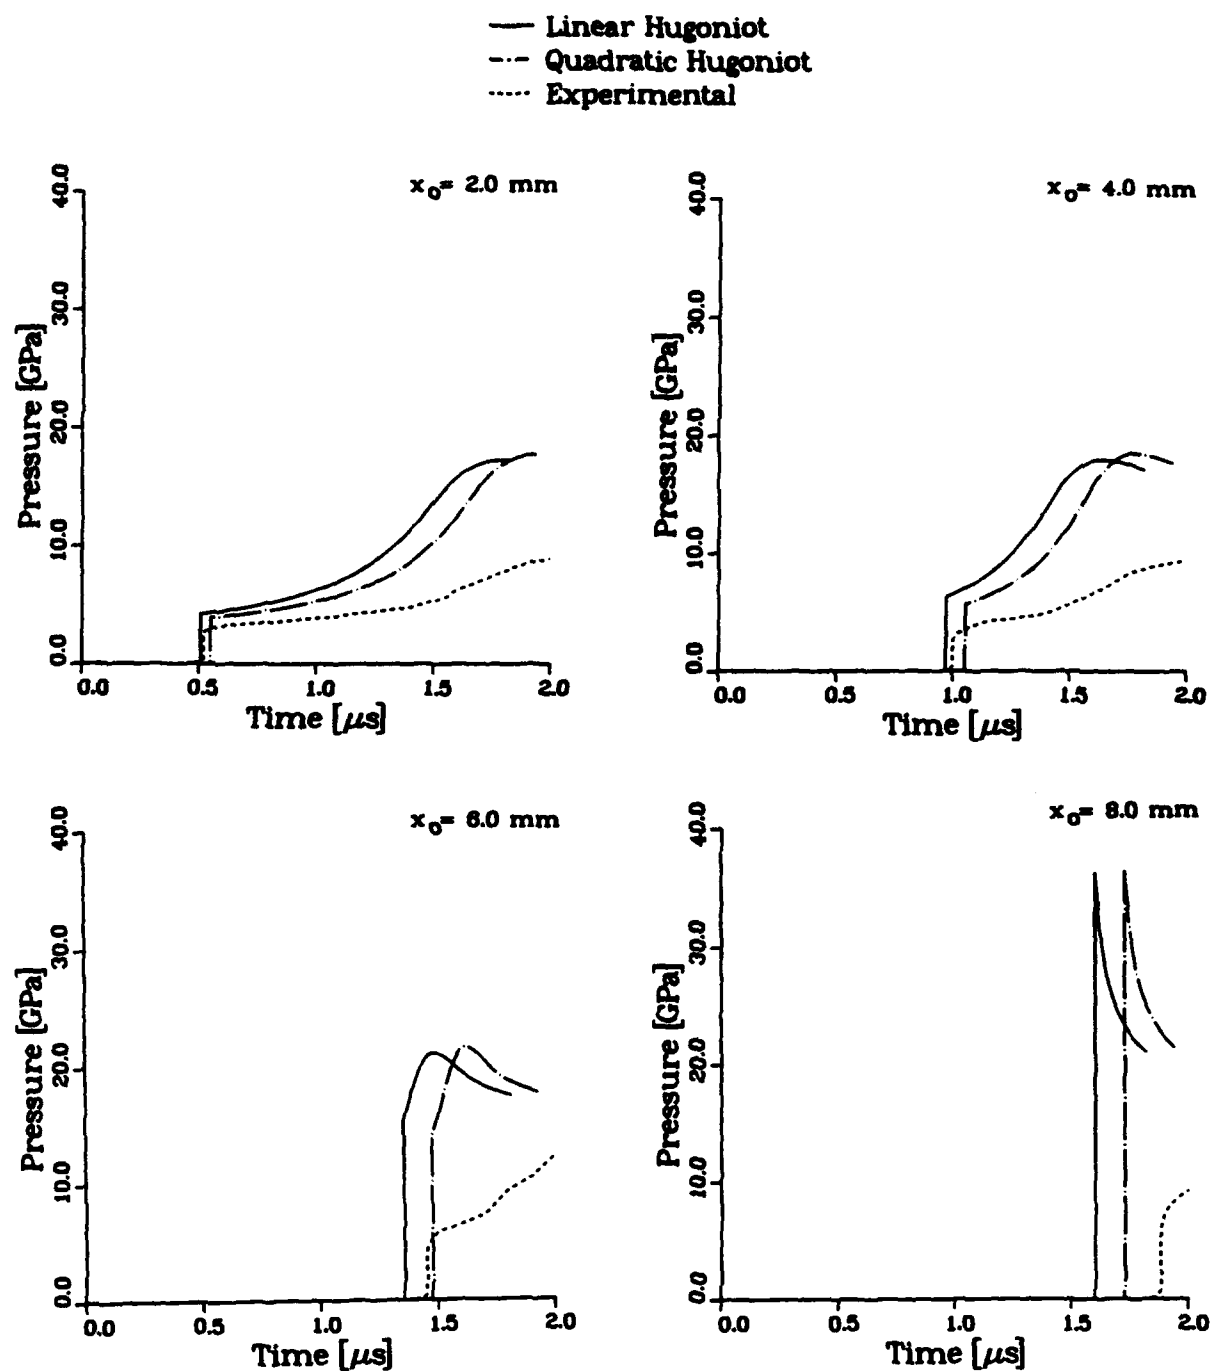 Linear Hugoniot
Quadratic Hugoniot
Experimental
x₀= 2.0 mm
Pressure [GPa]
40.0
30.0
20.0
10.0
0.0
0.0 0.5 1.0 1.5 2.0
Time [μs]
x₀= 4.0 mm
Pressure [GPa]
40.0
30.0
20.0
10.0
0.0
0.0 0.5 1.0 1.5 2.0
Time [μs]
x₀= 6.0 mm
Pressure [GPa]
40.0
30.0
20.0
10.0
0.0
0.0 0.5 1.0 1.5 2.0
Time [μs]
x₀= 8.0 mm
Pressure [GPa]
40.0
30.0
20.0
10.0
0.0
0.0 0.5 1.0 1.5 2.0
Time [μs]